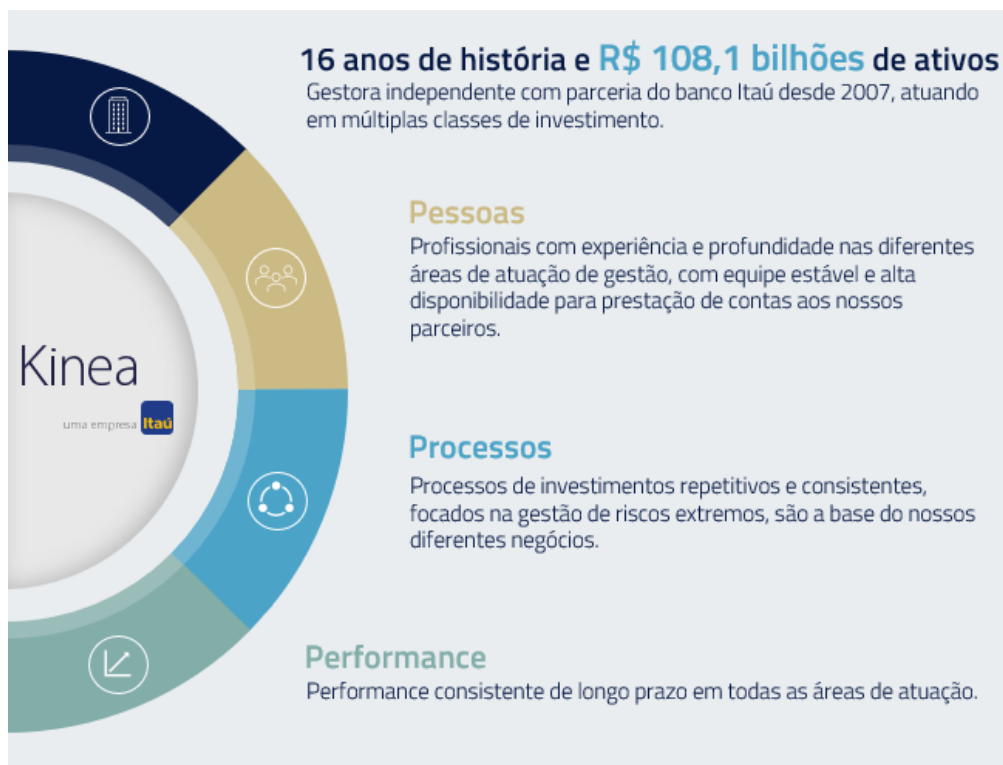 16 anos de história e R$ 108,1 bilhões de ativos
Gestora independente com parceria do banco Itaú desde 2007, atuando
em múltiplas classes de investimento.
Pessoas
Profissionais com experiência e profundidade nas diferentes
áreas de atuação de gestão, com equipe estável e alta
disponibilidade para prestação de contas aos nossos
parceiros.
Kinea
uma empresa Itaú
Processos
Processos de investimentos repetitivos e consistentes,
focados na gestão de riscos extremos, são a base do nossos
diferentes negócios.
Performance
Performance consistente de longo prazo em todas as áreas de atuação.